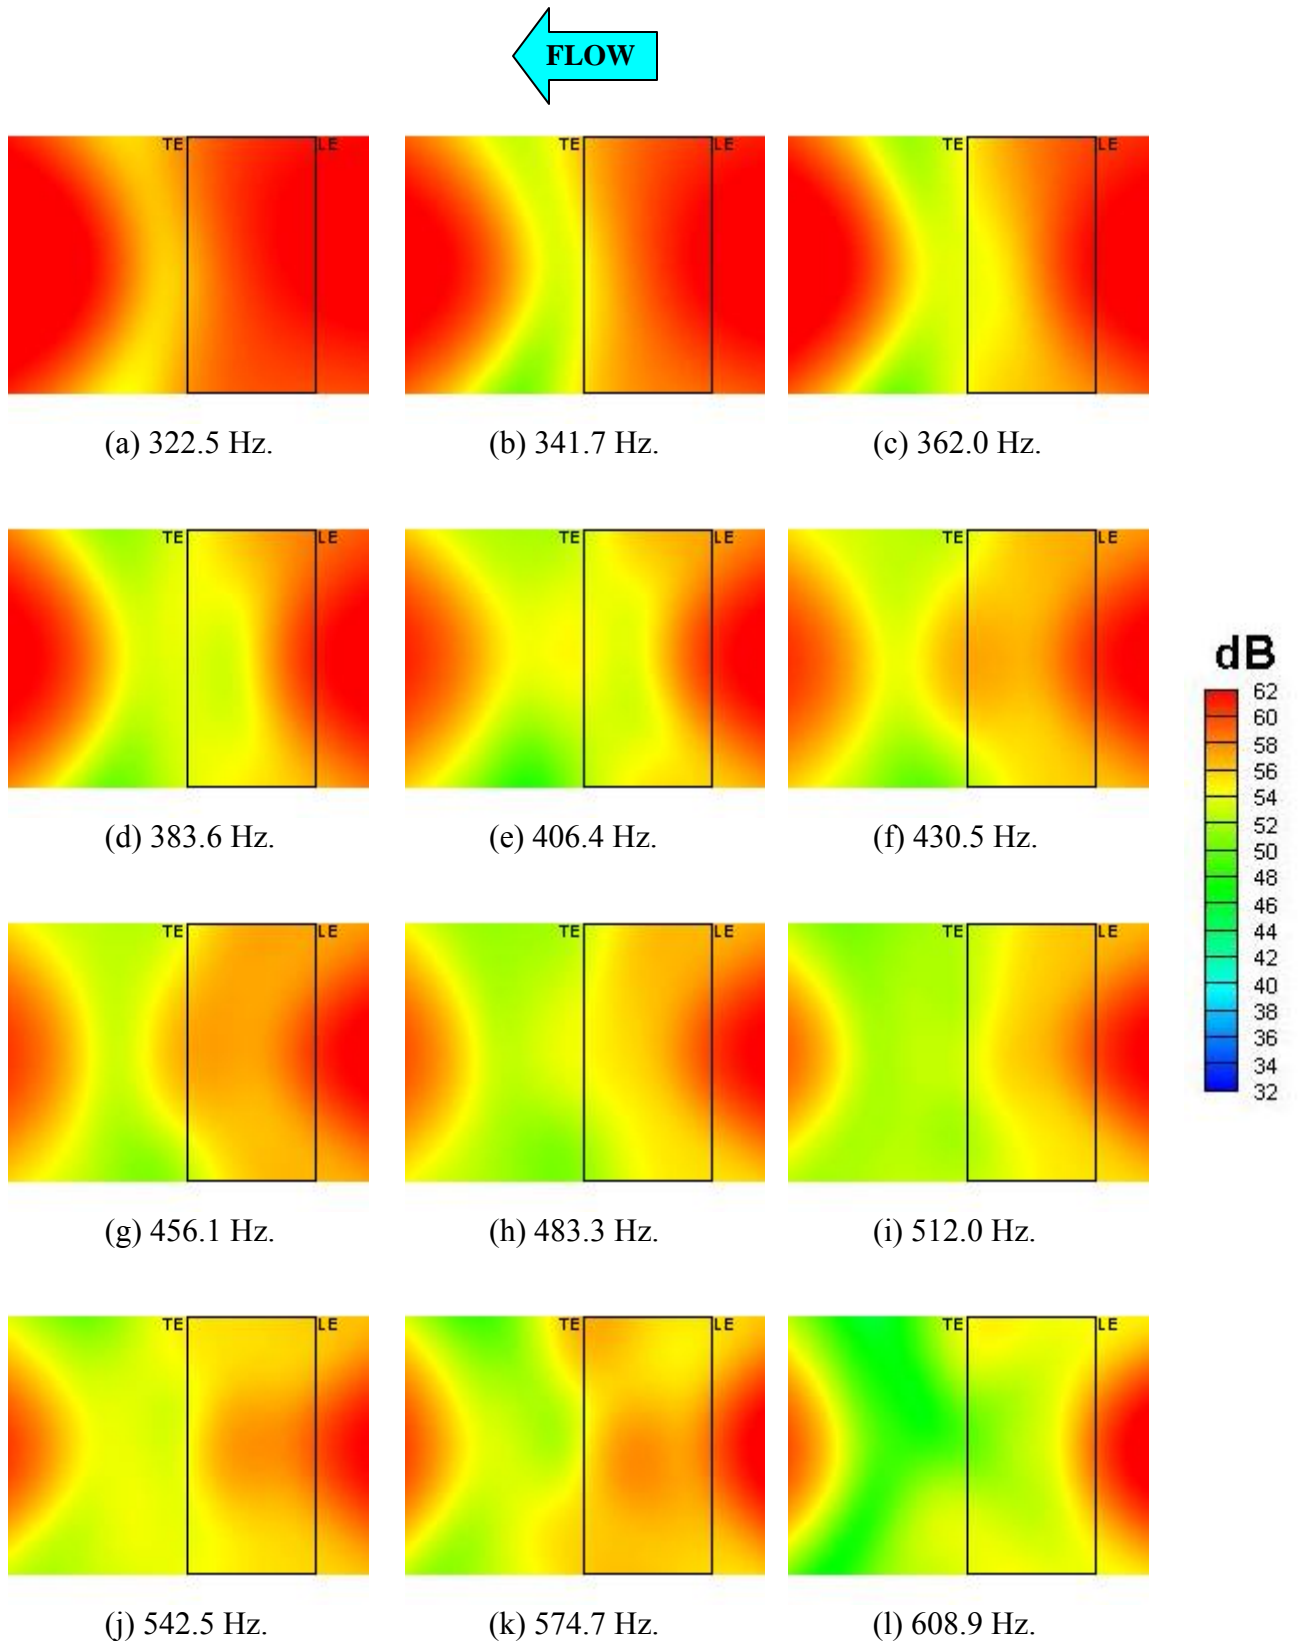 FLOW
TE LE TE LE TE LE
(a) 322.5 Hz. (b) 341.7 Hz. (c) 362.0 Hz.
TE LE TE LE TE LE
(d) 383.6 Hz. (e) 406.4 Hz. (f) 430.5 Hz.
TE LE TE LE TE LE
(g) 456.1 Hz. (h) 483.3 Hz. (i) 512.0 Hz.
TE LE TE LE TE LE
(j) 542.5 Hz. (k) 574.7 Hz. (l) 608.9 Hz.
dB
62
60
58
56
54
52
50
48
46
44
42
40
38
36
34
32